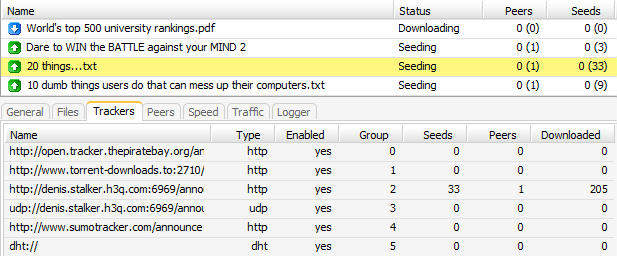 Name Status Peers Seeds
World's top 500 university rankings.pdf Downloading 0 (0) 0 (0)
Dare to WIN the BATTLE against your MIND 2 Seeding 0 (1) 0 (3)
20 things...txt Seeding 0 (1) 0 (33)
10 dumb things users do that can mess up their computers.txt Seeding 0 (1) 0 (9)
General Files Trackers Peers Speed Traffic Logger
Name Type Enabled Group Seeds Peers Downloaded
http://open.tracker.thepiratebay.org/an http yes 0 0 0 0
http://www.torrent-downloads.to:2710/ http yes 1 0 0 0
http://denis.stalker.h3q.com:6969/anno http yes 2 33 1 205
udp://denis.stalker.h3q.com:6969/annou udp yes 3 0 0 0
http://www.sumotracker.com/announce http yes 4 0 0 0
dht:// dht yes 5 0 0 0